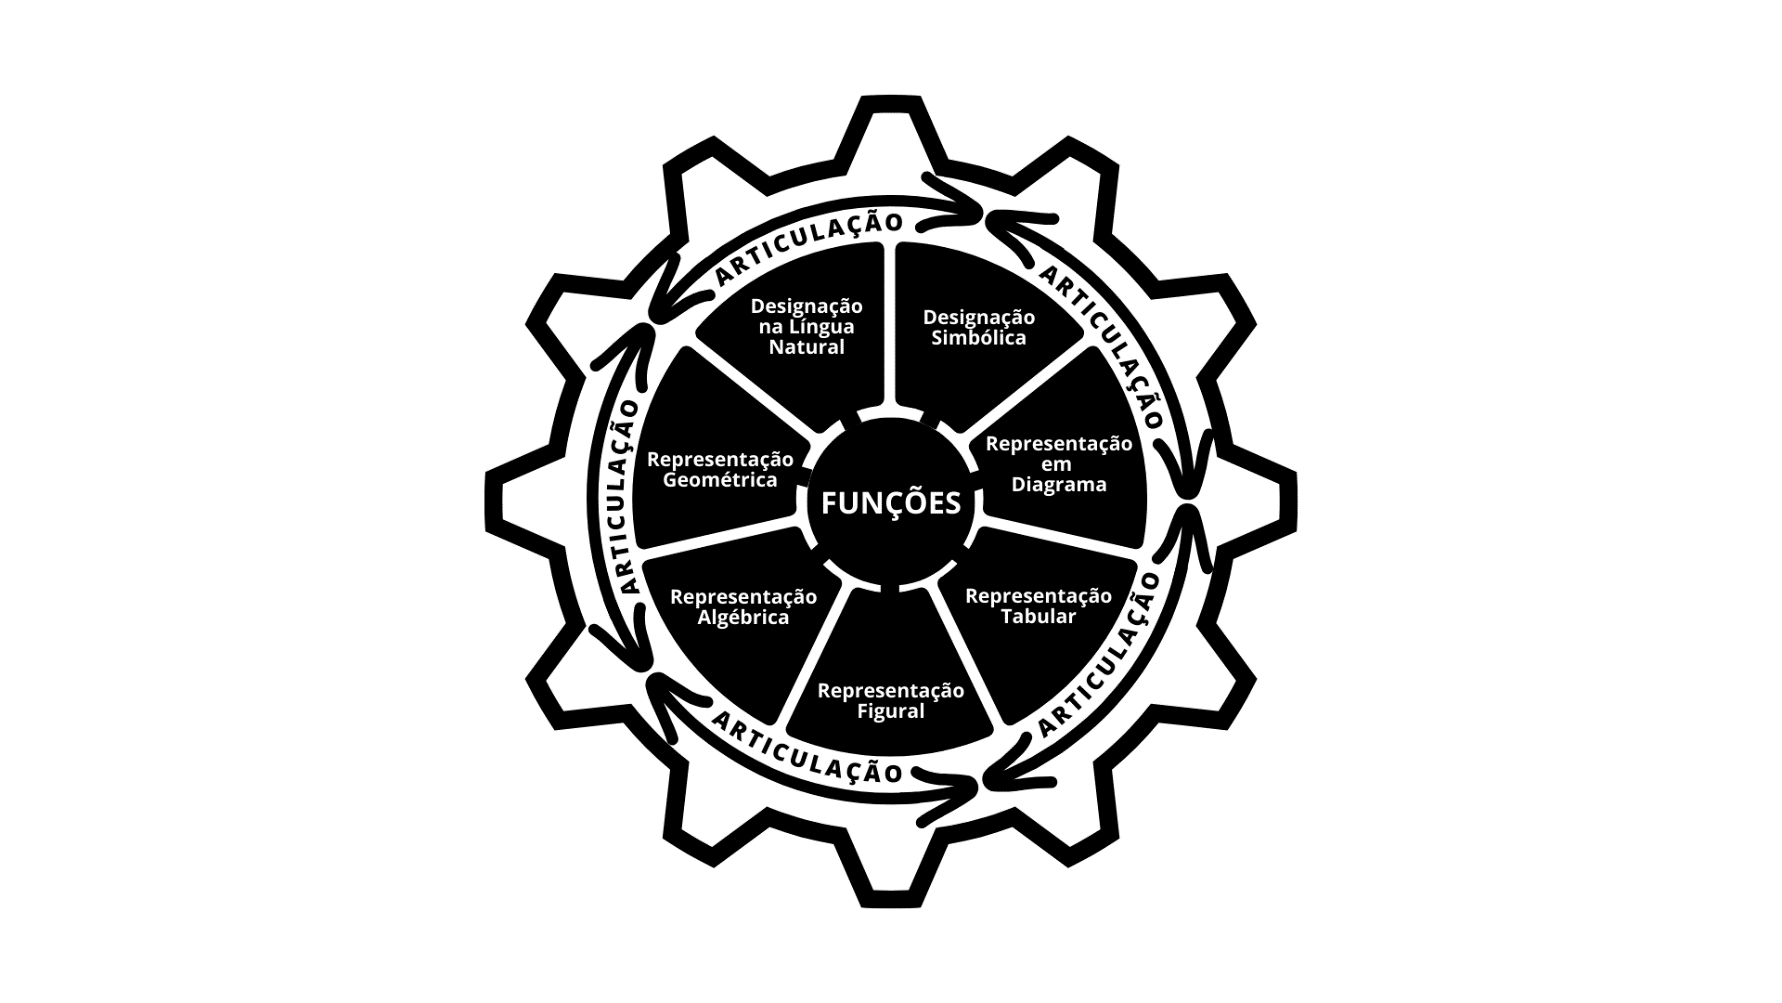 ARTICULAÇÃO
ARTICULAÇÃO
ARTICULAÇÃO
ARTICULAÇÃO
ARTICULAÇÃO
Designação
na Língua
Natural
Designação
Simbólica
Representação
em
Diagrama
Representação
Tabular
Representação
Figural
Representação
Algébrica
Representação
Geométrica
FUNÇÕES